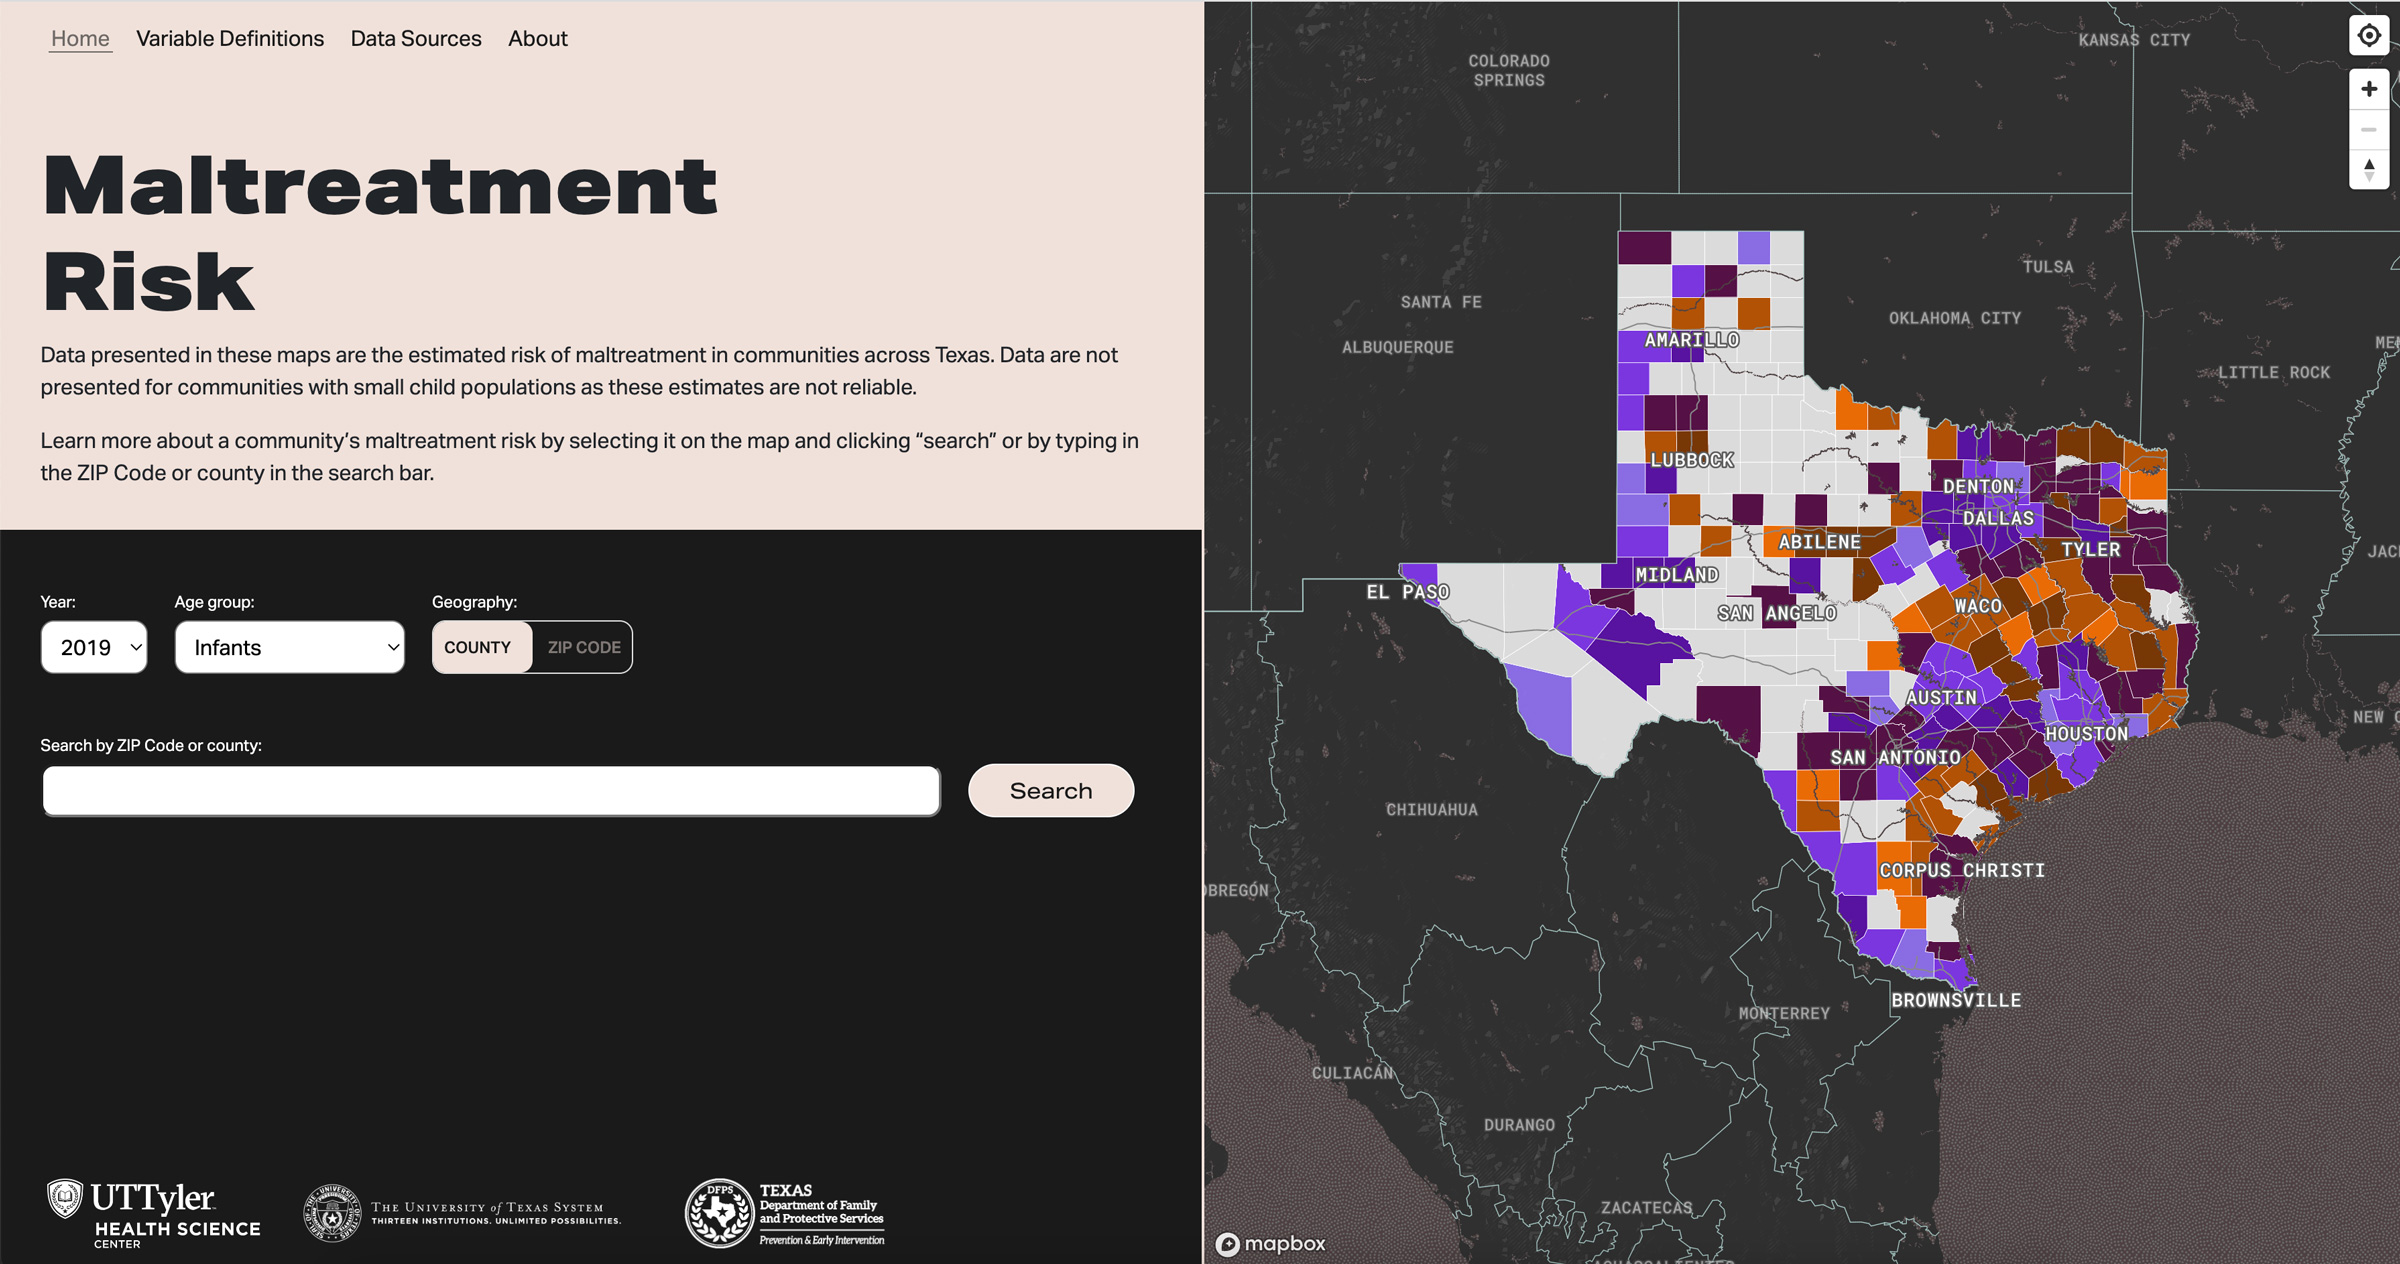 Home Variable Definitions Data Sources About
Maltreatment
Risk
Data presented in these maps are the estimated risk of maltreatment in communities across Texas. Data are not
presented for communities with small child populations as these estimates are not reliable.
Learn more about a community’s maltreatment risk by selecting it on the map and clicking “search” or by typing in
the ZIP Code or county in the search bar.
Year: Age group: Geography:
2019 Infants COUNTY ZIP CODE
Search by ZIP Code or county:
Search
UTTyler
HEALTH SCIENCE
CENTER
THE UNIVERSITY of TEXAS SYSTEM
THIRTEEN INSTITUTIONS. UNLIMITED POSSIBILITIES.
DFPS
TEXAS
Department of Family
and Protective Services
Prevention & Early Intervention
KANSAS CITY
COLORADO
SPRINGS
TULSA
SANTA FE
OKLAHOMA CITY
AMARILLO
ALBUQUERQUE
LITTLE ROCK
LUBBOCK
DENTON
DALLAS
ABILENE
TYLER
MIDLAND
EL PASO
WACO
SAN ANGELO
AUSTIN
HOUSTON
SAN ANTONIO
CHIHUAHUA
CORPUS CHRISTI
OBREGÓN
BROWNSVILLE
MONTERREY
CULIACÁN
DURANGO
ZACATECAS
mapbox